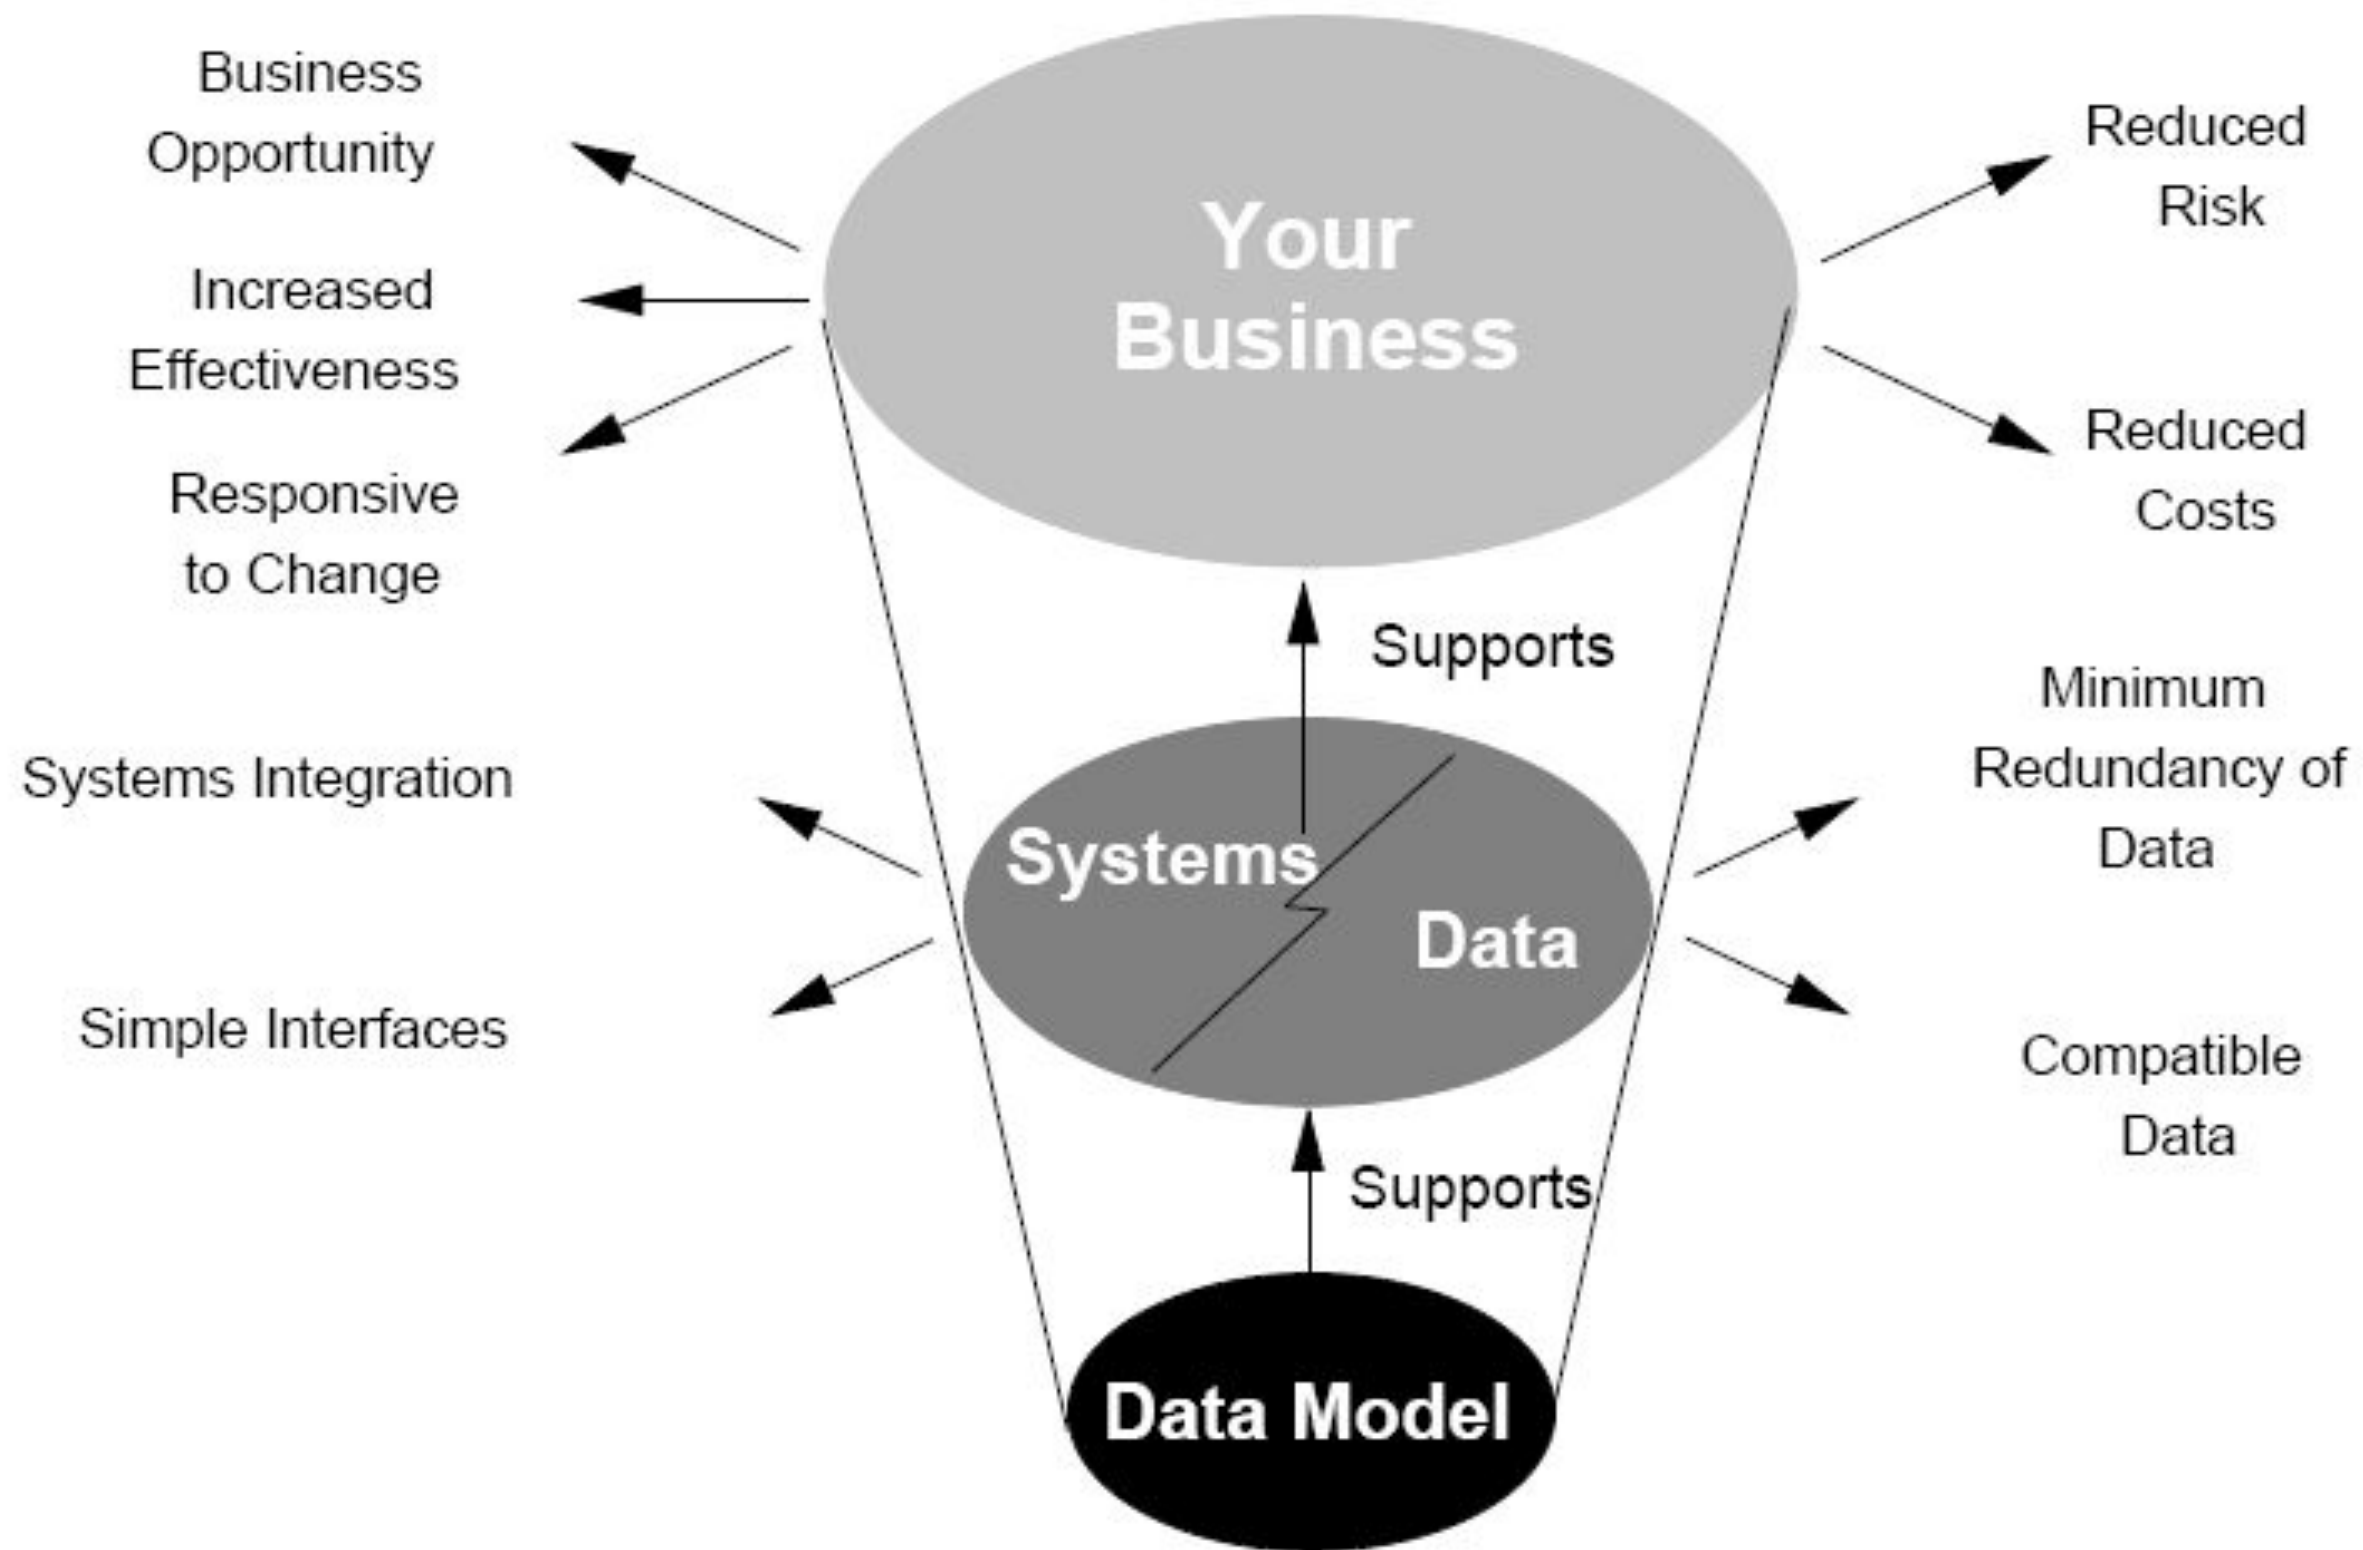 Business
Opportunity
Increased
Effectiveness
Responsive
to Change
Your
Business
Reduced
Risk
Reduced
Costs
Supports
Systems Integration
Simple Interfaces
Systems
Data
Minimum
Redundancy of
Data
Compatible
Data
Supports
Data Model